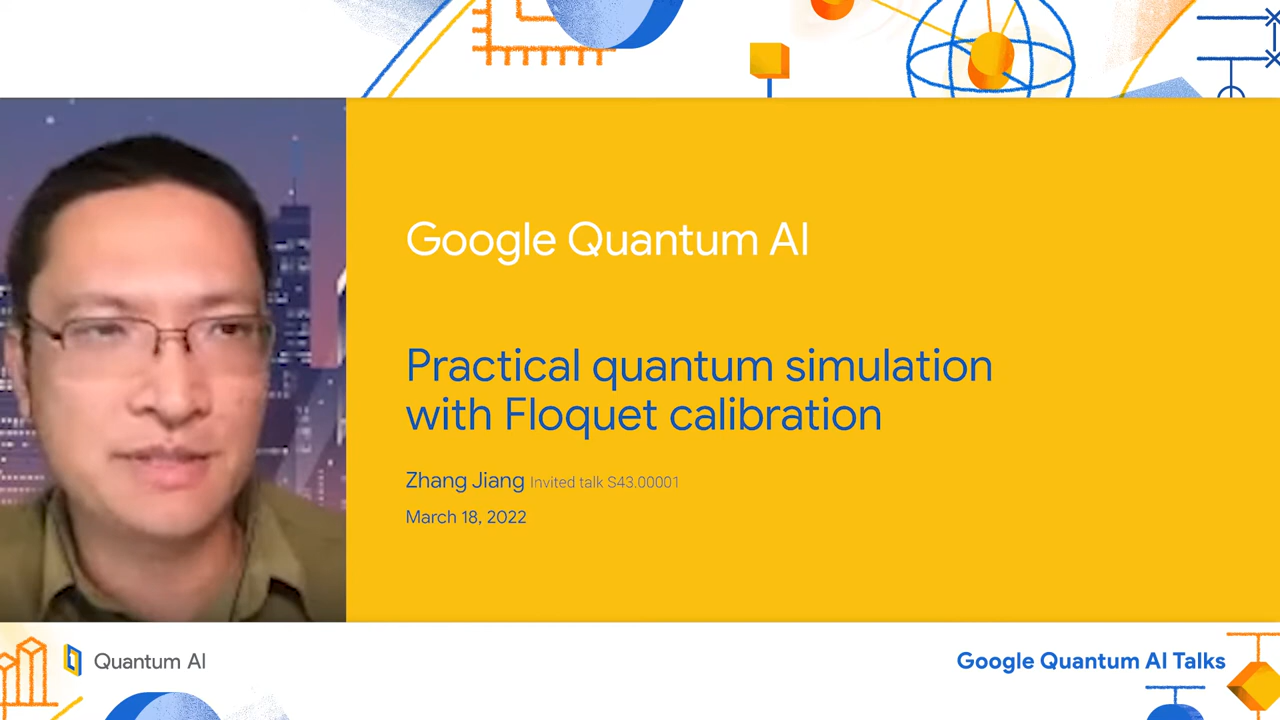 Google Quantum AI
Practical quantum simulation
with Floquet calibration
Zhang Jiang Invited talk S43.00001
March 18, 2022
Quantum AI
Google Quantum AI Talks